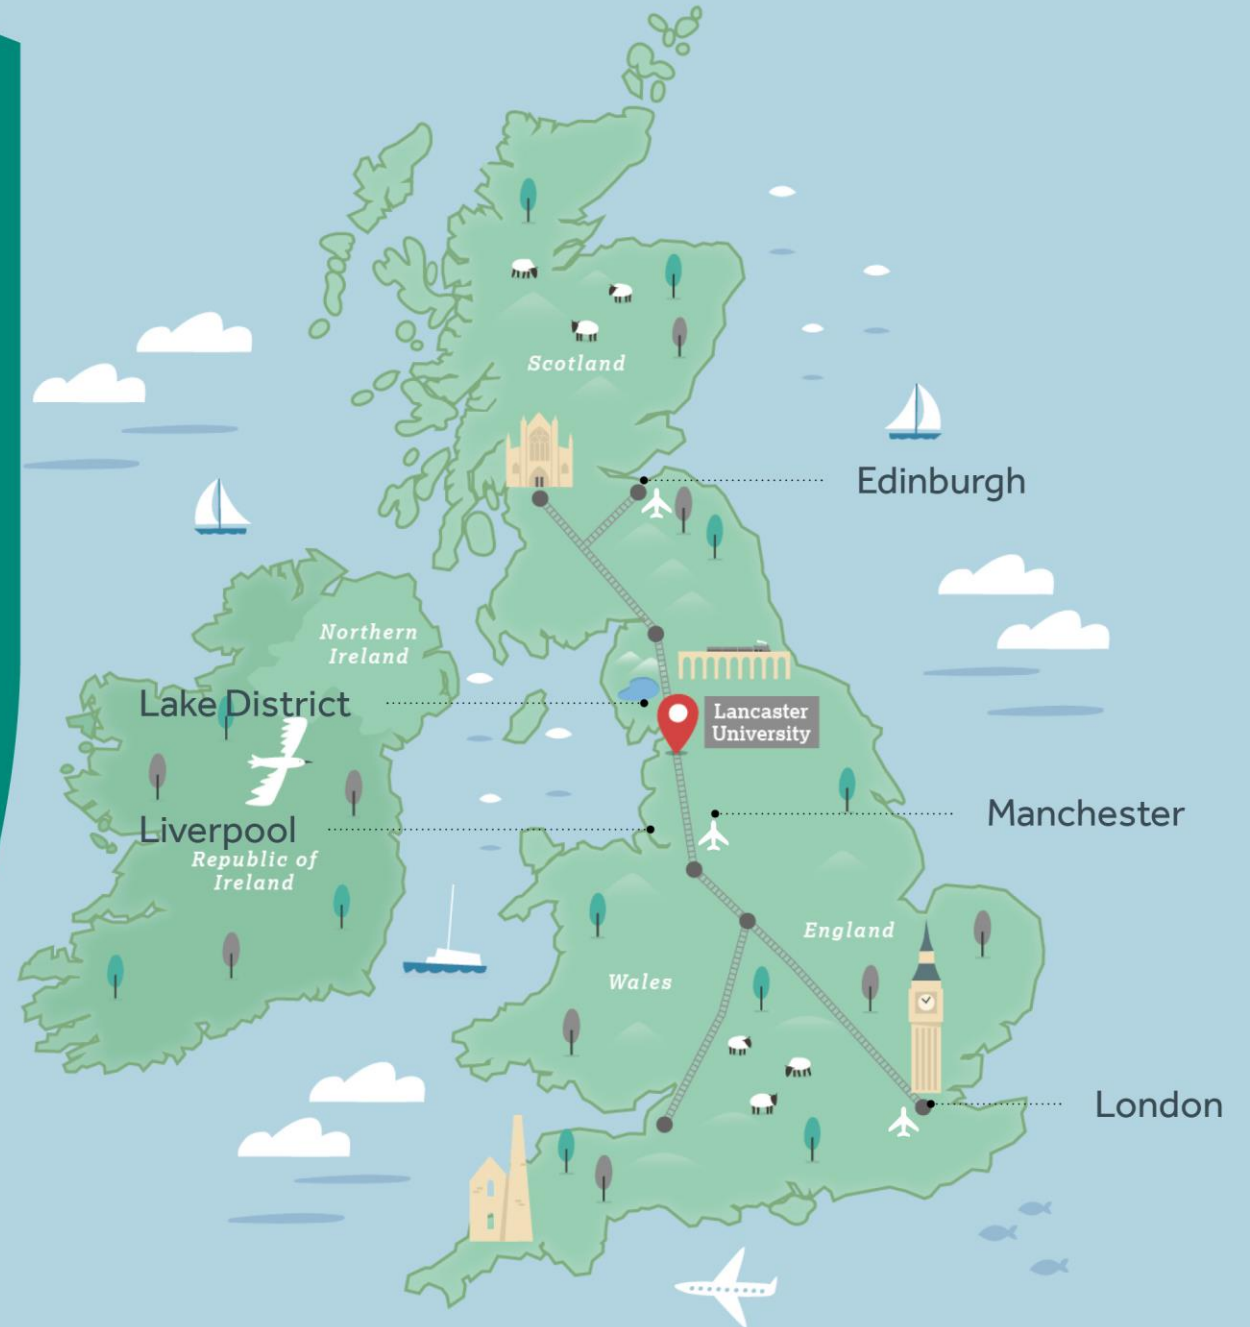 Scotland
Edinburgh
Northern
Ireland
Lake District
Lancaster
University
Manchester
Liverpool
Republic of
Ireland
England
Wales
London